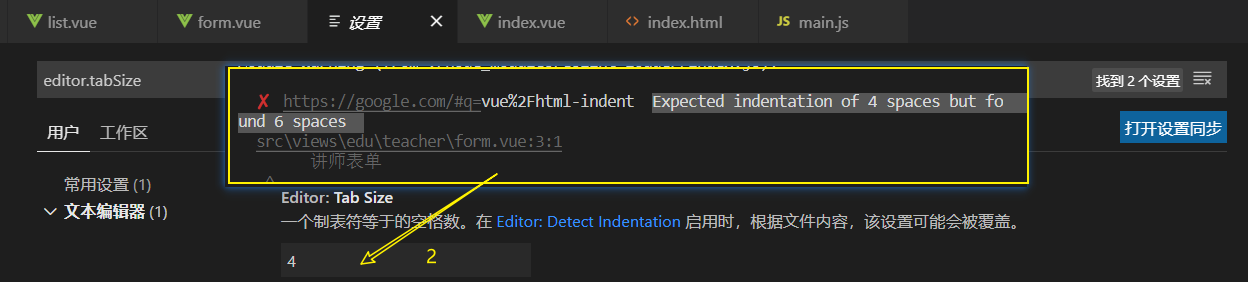 list.vue form.vue 设置 index.vue index.html JS main.js
editor.tabSize
找到 2 个设置
✗ https://google.com/#q=vue%2Fhtml-indent Expected indentation of 4 spaces but fo
und 6 spaces
src\views\edu\teacher\form.vue:3:1
讲师表单
^
用户 工作区
打开设置同步
常用设置 (1)
文本编辑器 (1)
Editor: Tab Size
一个制表符等于的空格数。在 Editor: Detect Indentation 启用时，根据文件内容，该设置可能会被覆盖。
4
2